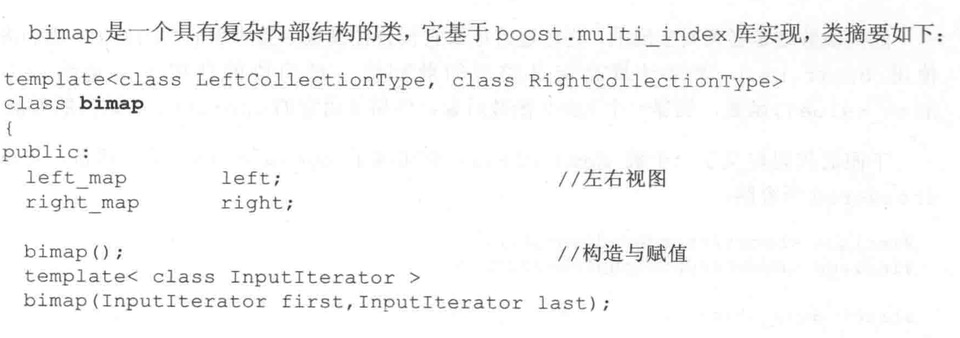 bimap 是一个具有复杂内部结构的类，它基于 boost.multi_index 库实现，类摘要如下：
template<class LeftCollectionType, class RightCollectionType>
class bimap
{
public:
left_map left; //左右视图
right_map right;
bimap(); //构造与赋值
template< class InputIterator >
bimap(InputIterator first,InputIterator last);